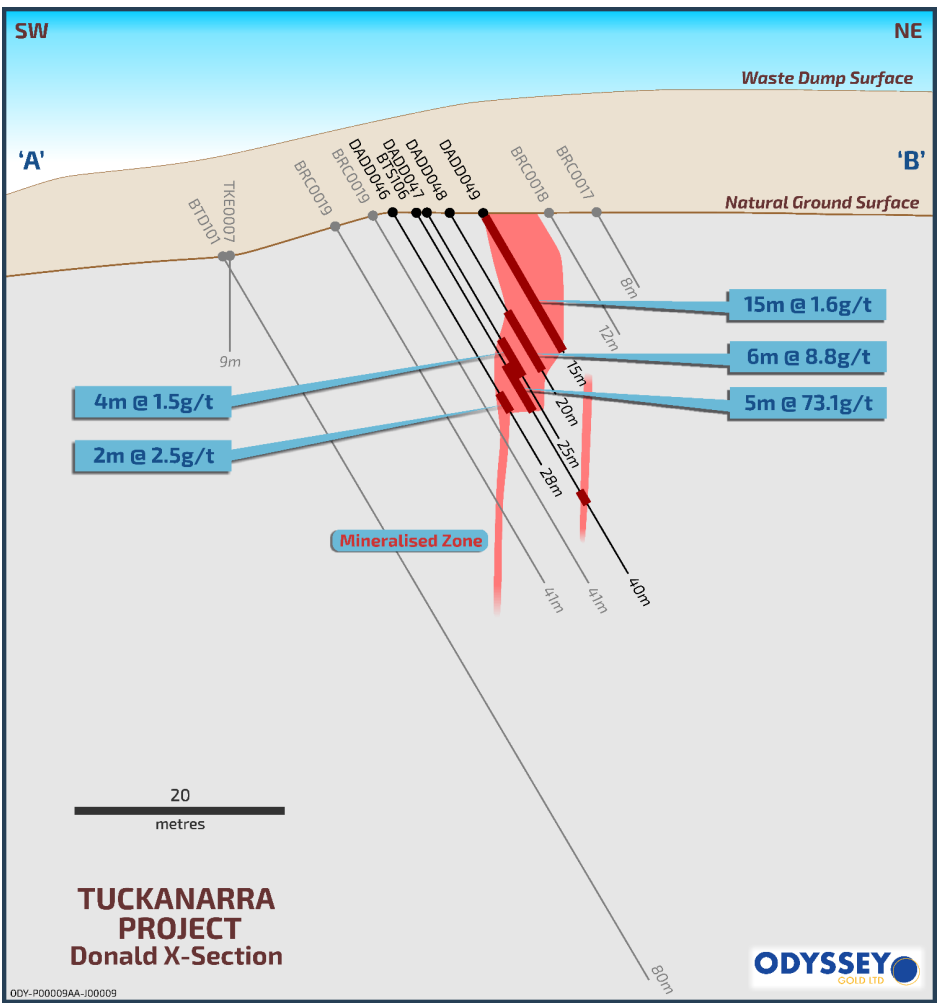 SW
NE
Waste Dump Surface
'A'
'B'
BTD101
TKE0007
BRC0019
BRC0019
DADD046
BTS106
DADD047
DADD048
DADD049
BRC0018
BRC0017
Natural Ground Surface
8m
15m @ 1.6g/t
12m
9m
6m @ 8.8g/t
15m
4m @ 1.5g/t
20m
5m @ 73.1g/t
2m @ 2.5g/t
25m
28m
Mineralised Zone
41m
41m
40m
20
metres
TUCKANARRA
PROJECT
Donald X-Section
80m
ODYSSEY
GOLD LTD
ODY-P00009AA-J00009